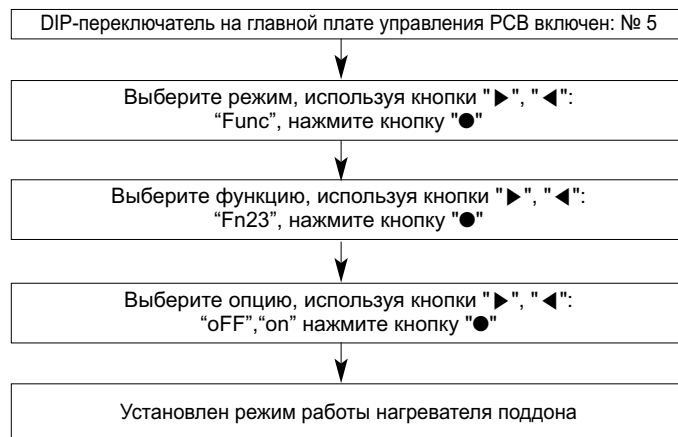 DIP-переключатель на главной плате управления PCB включен: № 5
Выберите режим, используя кнопки "▶", "◀":
“Func”, нажмите кнопку "●"
Выберите функцию, используя кнопки "▶", "◀":
“Fn23”, нажмите кнопку "●"
Выберите опцию, используя кнопки "▶", "◀":
“oFF”,“on” нажмите кнопку "●"
Установлен режим работы нагревателя поддона